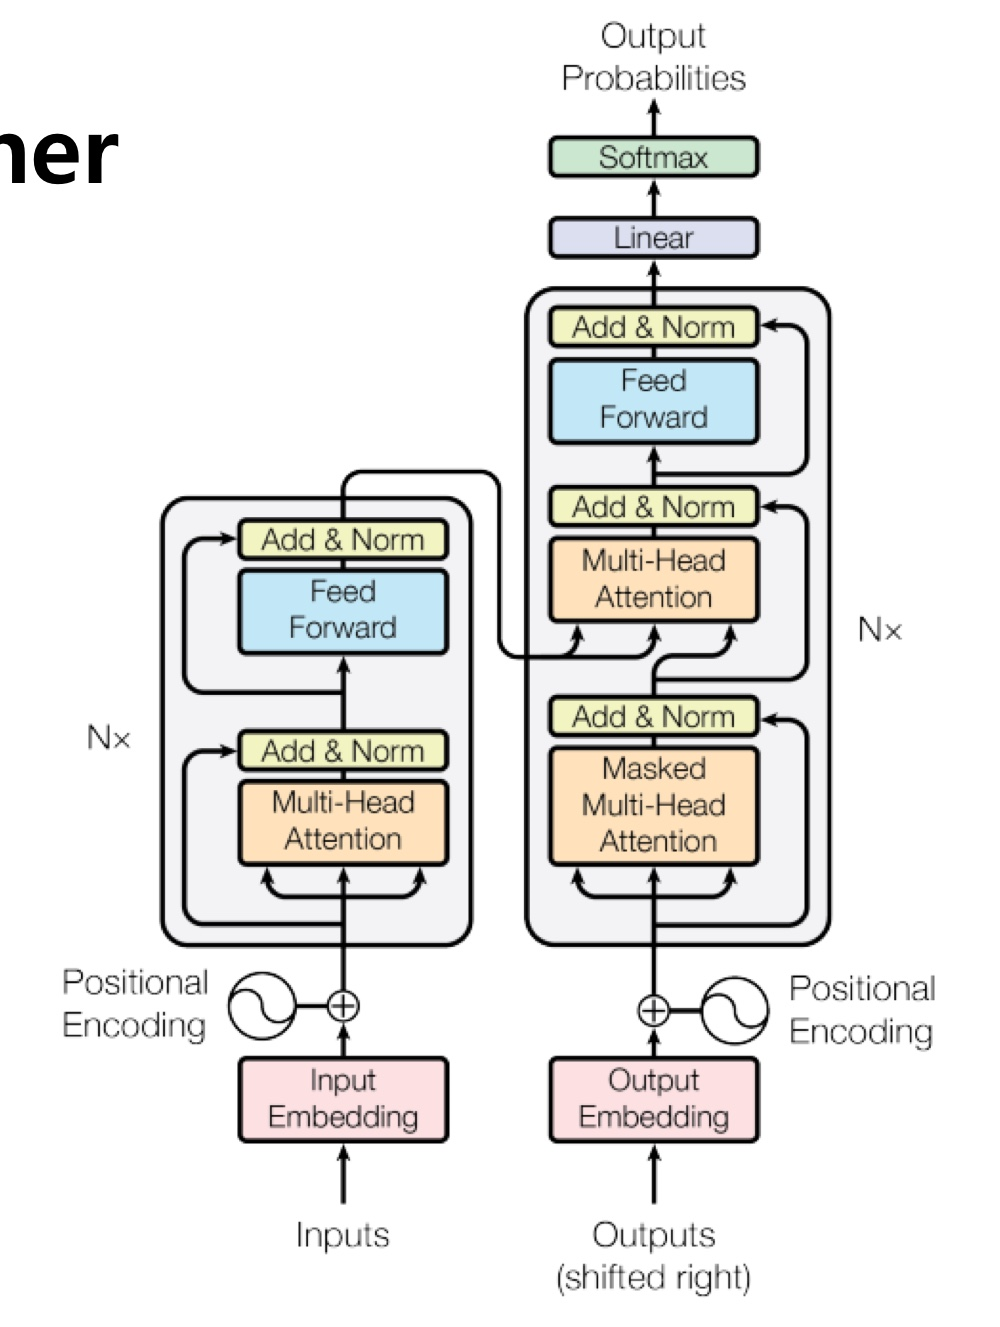 Output
Probabilities
Softmax
Linear
Add & Norm
Feed
Forward
Add & Norm
Multi-Head
Attention
Add & Norm
Masked
Multi-Head
Attention
Nx
Positional
Encoding
Output
Embedding
Outputs
(shifted right)
Add & Norm
Feed
Forward
Add & Norm
Multi-Head
Attention
Nx
Positional
Encoding
Input
Embedding
Inputs